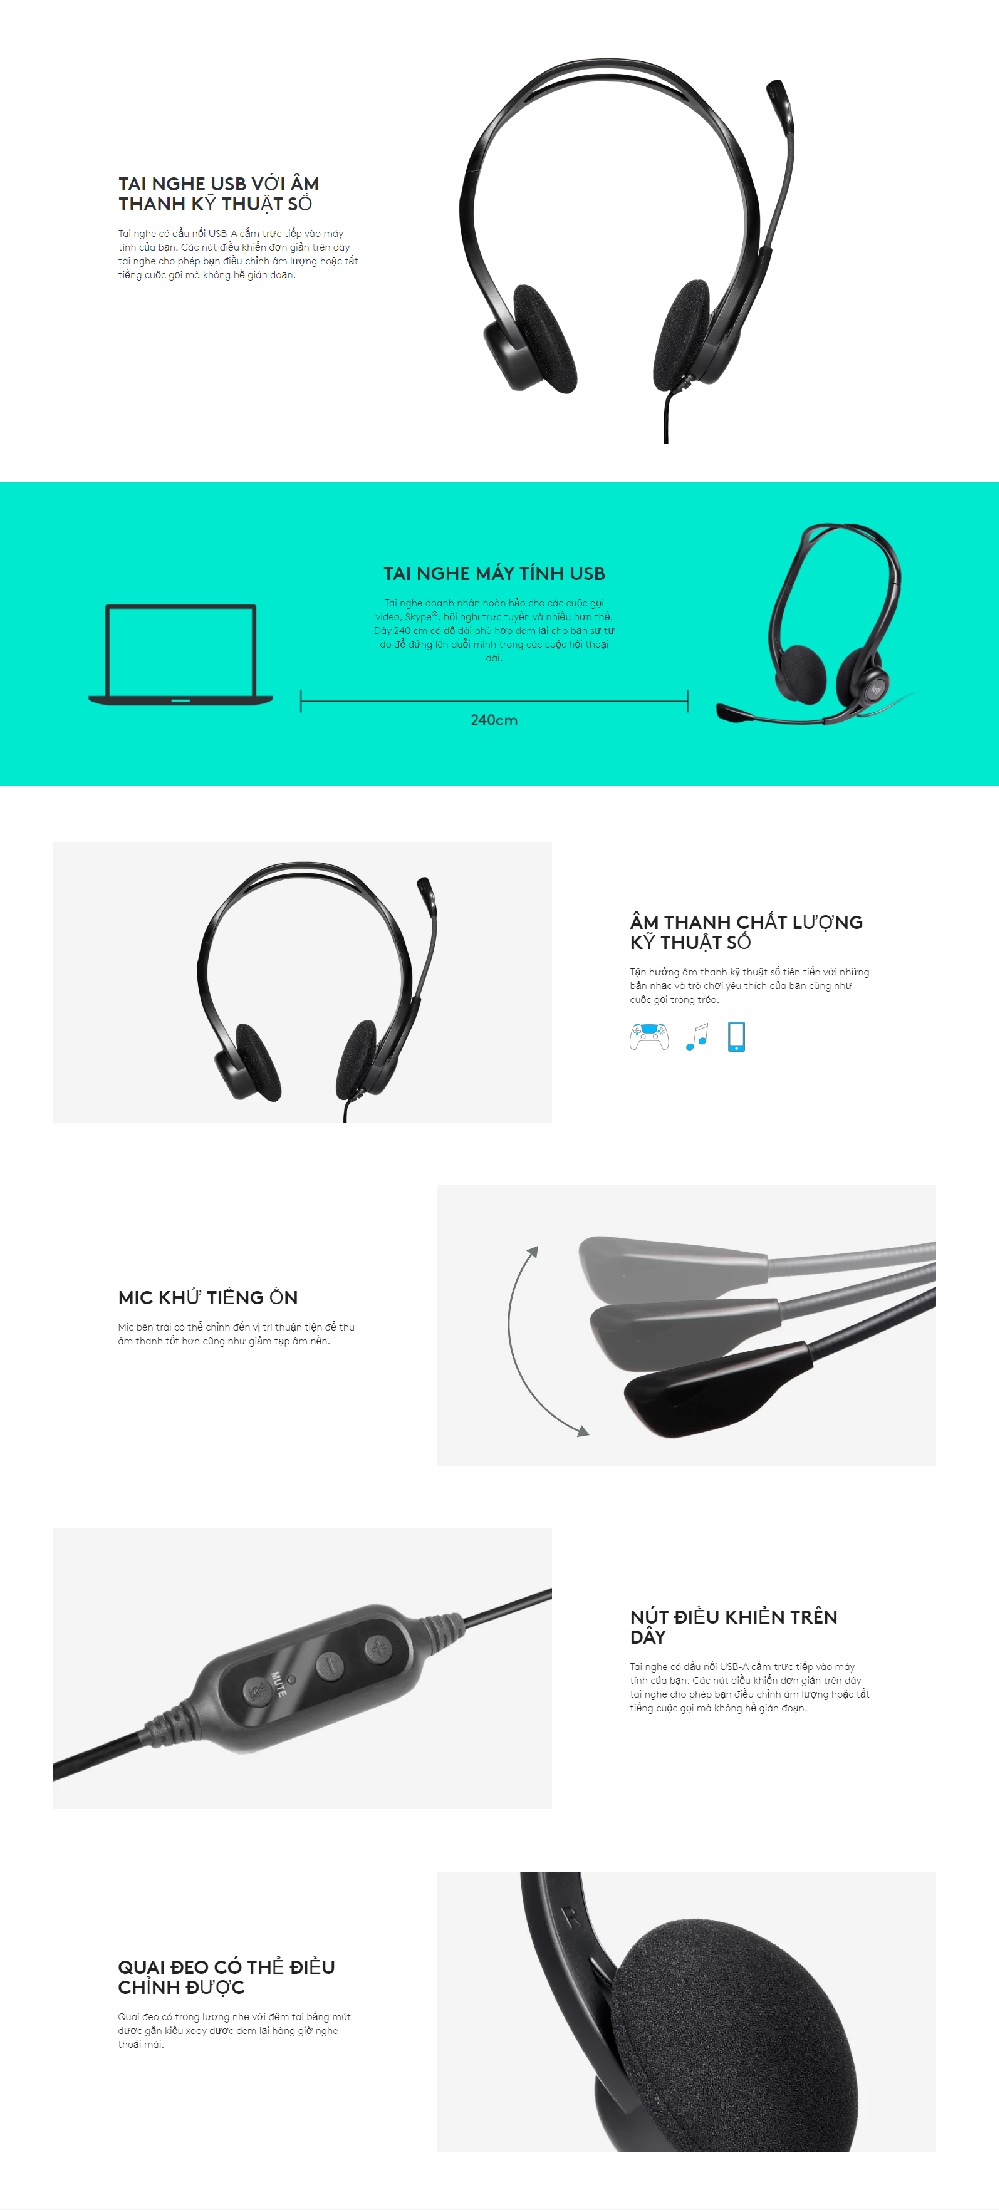 TAI NGHE USB VỚI ÂM
THANH KỸ THUẬT SỐ
Tai nghe có đầu nối USB-A cắm trực tiếp vào máy
tính của bạn. Các nút điều khiển đơn giản trên dây
tai nghe cho phép bạn điều chỉnh âm lượng hoặc tắt
tiếng cuộc gọi mà không hề gián đoạn.
TAI NGHE MÁY TÍNH USB
Tai nghe doanh nhân hoàn hảo cho các cuộc gọi
video, Skype®, hội nghị trực tuyến và nhiều hơn thế.
Dây 240 cm có độ dài phù hợp đem lại cho bạn sự tự
do để đứng lên duỗi mình trong các cuộc hội thoại
dài.
240cm
logi
ÂM THANH CHẤT LƯỢNG
KỸ THUẬT SỐ
Tận hưởng âm thanh kỹ thuật số tiên tiến với những
bản nhạc và trò chơi yêu thích của bạn cũng như
cuộc gọi trong trẻo.
MIC KHỬ TIẾNG ỒN
Mic bên trái có thể chỉnh đến vị trí thuận tiện để thu
âm thanh tốt hơn cũng như giảm tạp âm nền.
MUTE
NÚT ĐIỀU KHIỂN TRÊN
DÂY
Tai nghe có đầu nối USB-A cắm trực tiếp vào máy
tính của bạn. Các nút điều khiển đơn giản trên dây
tai nghe cho phép bạn điều chỉnh âm lượng hoặc tắt
tiếng cuộc gọi mà không hề gián đoạn.
R
QUAI ĐEO CÓ THỂ ĐIỀU
CHỈNH ĐƯỢC
Quai đeo có trọng lượng nhẹ với đệm tai bằng mút
được gắn kiểu xoay được đem lại hàng giờ nghe
thoải mái.